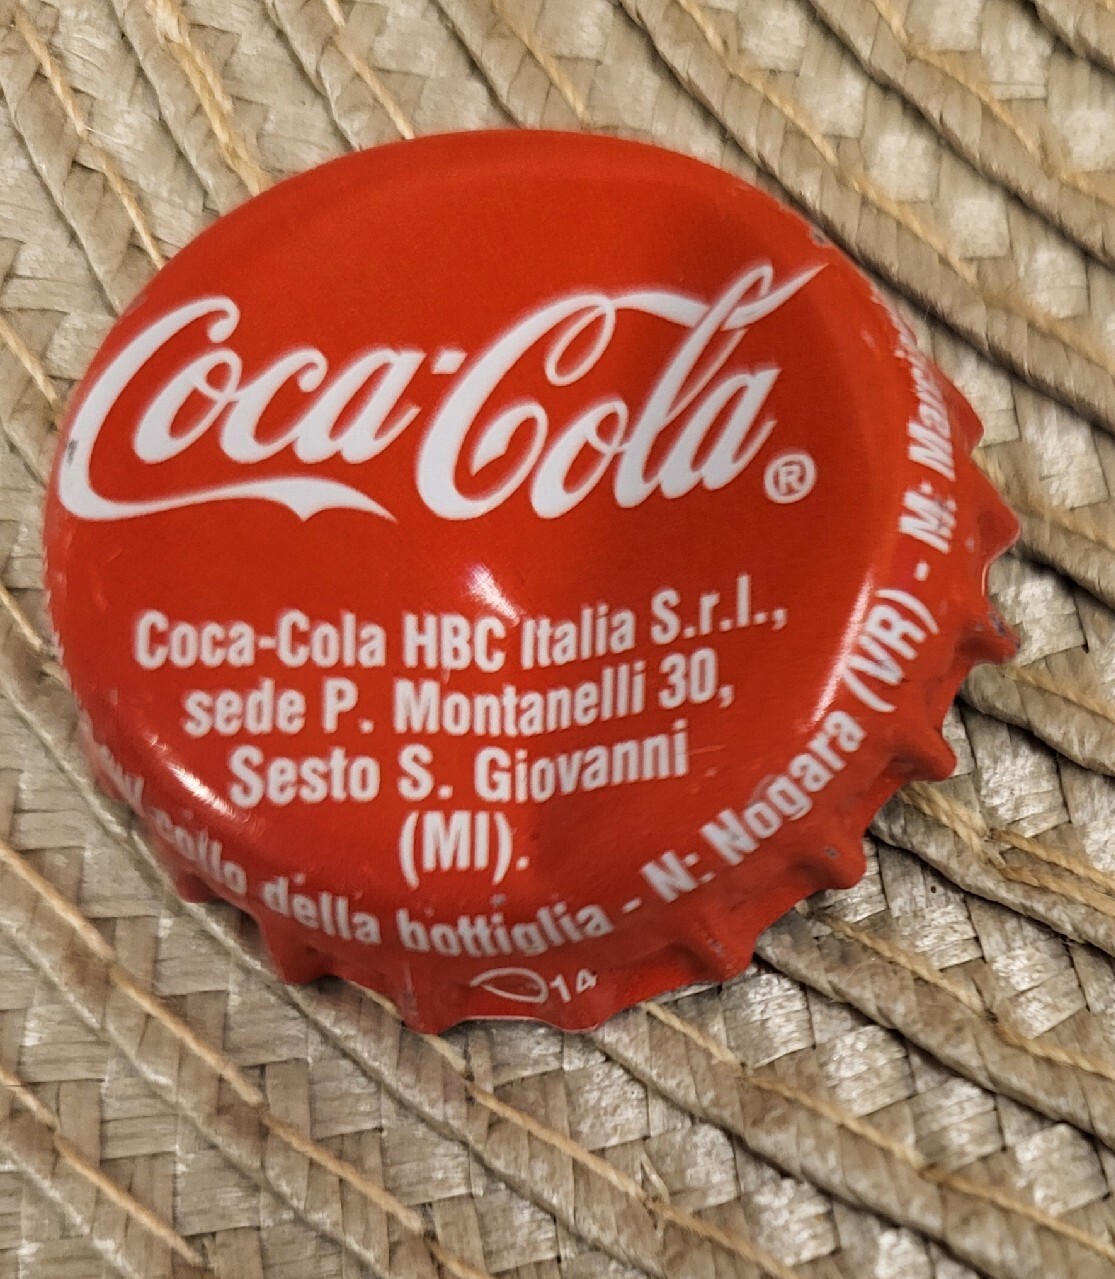 Coca-Cola ®
Coca-Cola HBC Italia S.r.l.,
sede P. Montanelli 30,
Sesto S. Giovanni
(MI).
collo della bottiglia - N: Nogara (VR) - M:
14